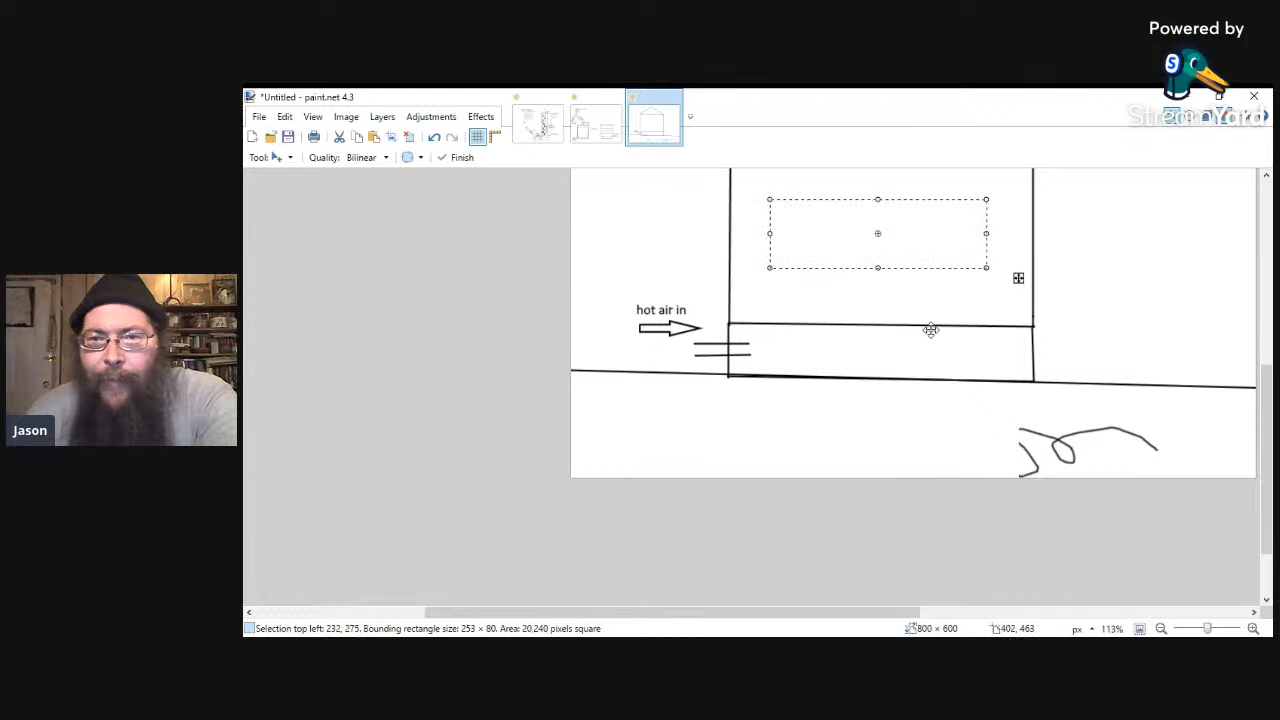 Powered by
S
StreamYard
*Untitled - paint.net 4.3
File Edit View Image Layers Adjustments Effects
Tool: Quality: Bilinear Finish
hot air in
Jason
Selection top left: 232, 275. Bounding rectangle size: 253 × 80. Area: 20,240 pixels square
800 × 600
402, 463
px
113%